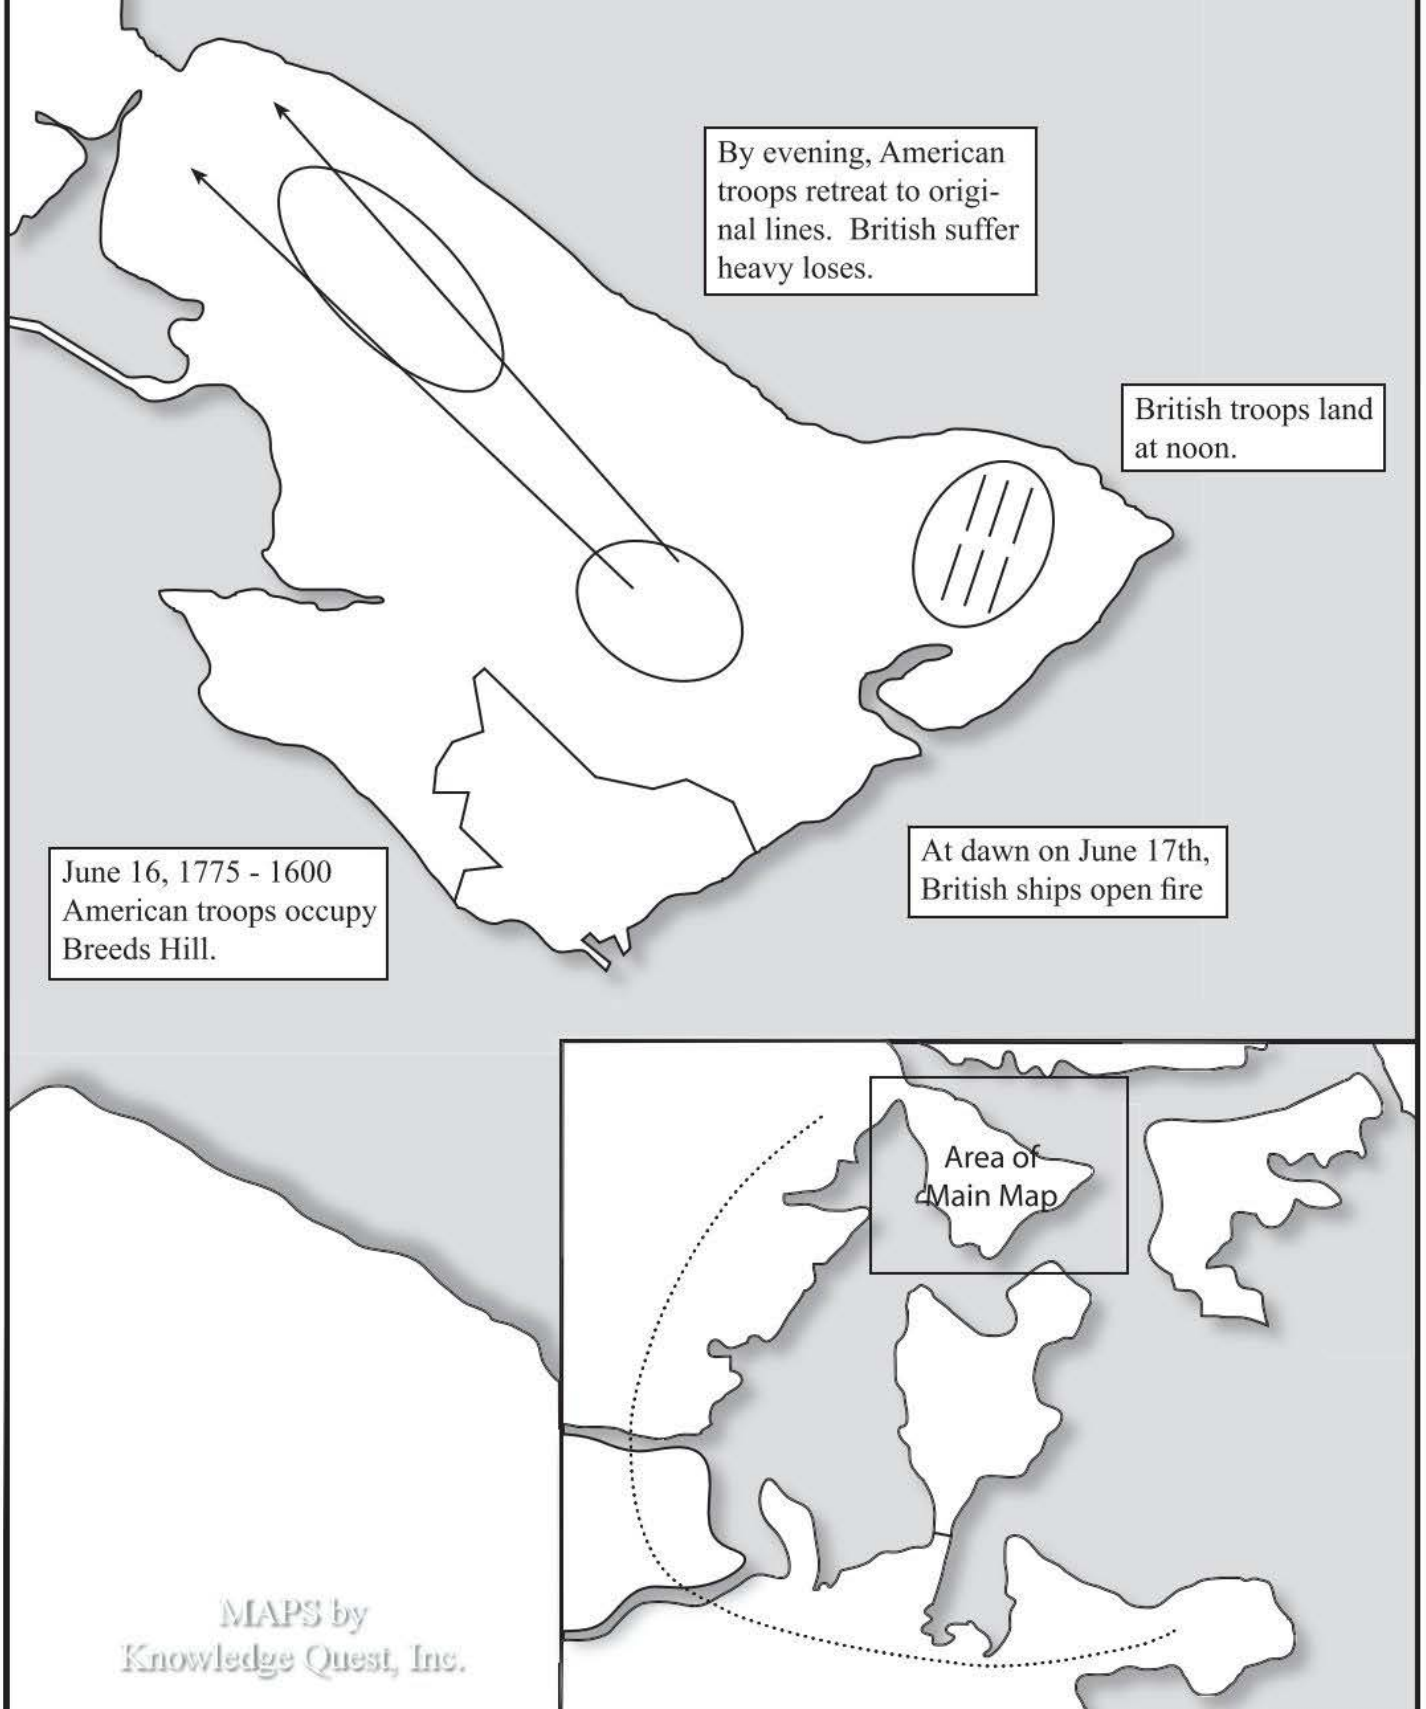 By evening, American
troops retreat to origi-
nal lines.  British suffer
heavy loses.
British troops land
at noon.
June 16, 1775 - 1600
American troops occupy
Breeds Hill.
At dawn on June 17th,
British ships open fire
Area of
Main Map
MAPS by
Knowledge Quest, Inc.